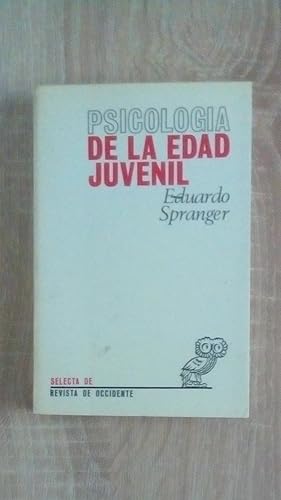 PSICOLOGIA
DE LA EDAD
JUVENIL
Eduardo
Spranger
SELECTA DE
REVISTA DE OCCIDENTE